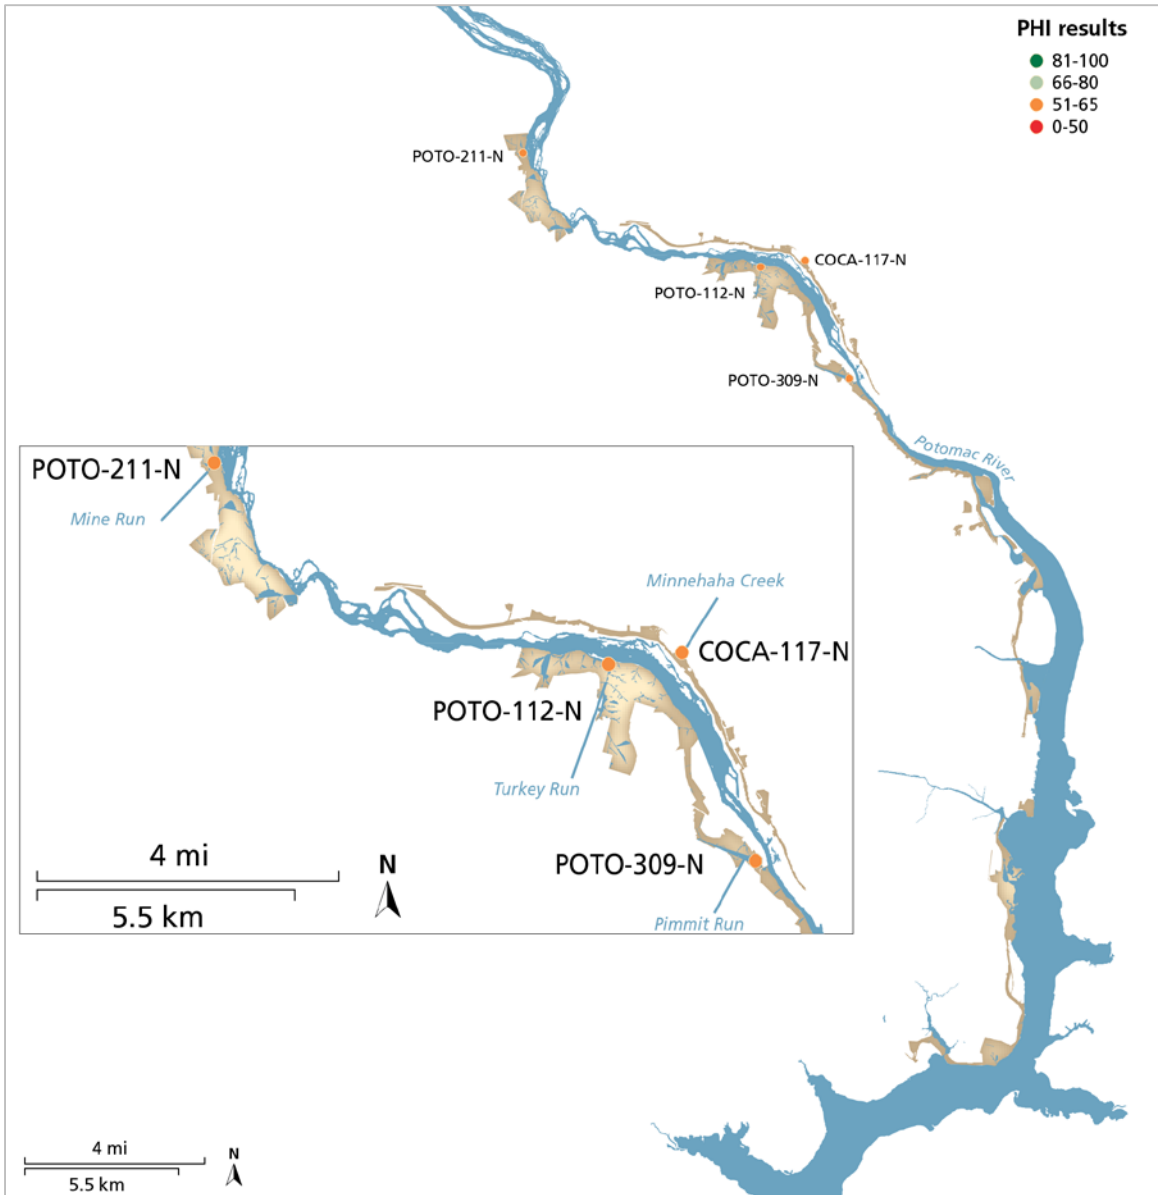 PHI results
81-100
66-80
51-65
0-50
POTO-211-N
COCA-117-N
POTO-112-N
POTO-309-N
Potomac River
POTO-211-N
Mine Run
Minnehaha Creek
COCA-117-N
POTO-112-N
Turkey Run
4 mi
N
POTO-309-N
5.5 km
Pimmit Run
4 mi
N
5.5 km